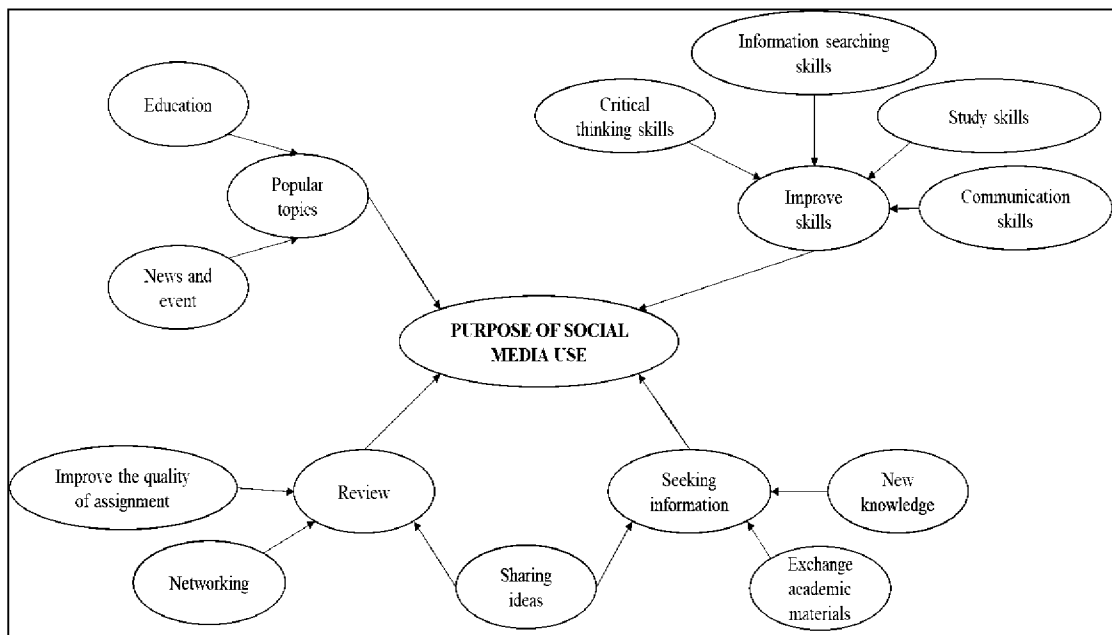 Information searching
skills
Education
Critical
thinking skills
Study skills
Popular
topics
Improve
skills
Communication
skills
News and
event
PURPOSE OF SOCIAL
MEDIA USE
Improve the quality
of assignment
Review
Seeking
information
New
knowledge
Networking
Sharing
ideas
Exchange
academic
materials